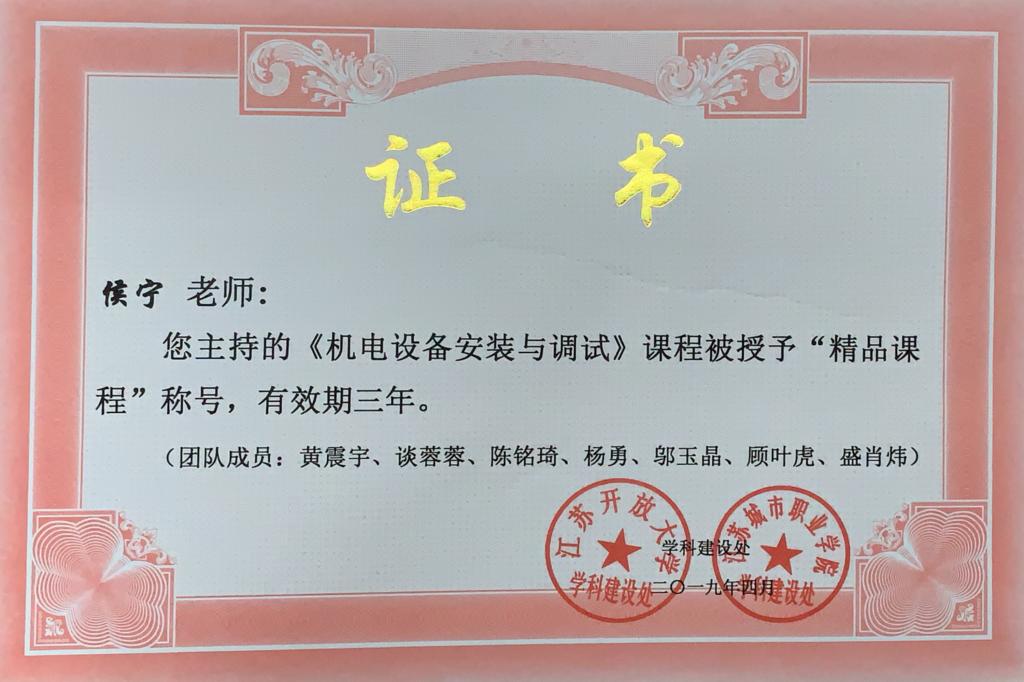 证 书
侯宁 老师:
您主持的《机电设备安装与调试》课程被授予“精品课
程”称号，有效期三年。
（团队成员：黄震宇、谈蓉蓉、陈铭琦、杨勇、邬玉晶、顾叶虎、盛肖炜）
江苏开放大学
学科建设处
江苏城市职业学院
学科建设处
学科建设处
二〇一九年四月